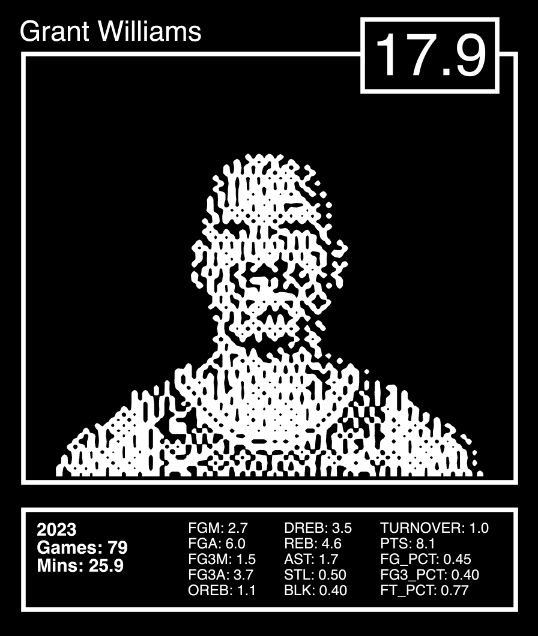 Grant Williams
17.9
2023
Games: 79
Mins: 25.9
FGM: 2.7
FGA: 6.0
FG3M: 1.5
FG3A: 3.7
OREB: 1.1
DREB: 3.5
REB: 4.6
AST: 1.7
STL: 0.50
BLK: 0.40
TURNOVER: 1.0
PTS: 8.1
FG_PCT: 0.45
FG3_PCT: 0.40
FT_PCT: 0.77